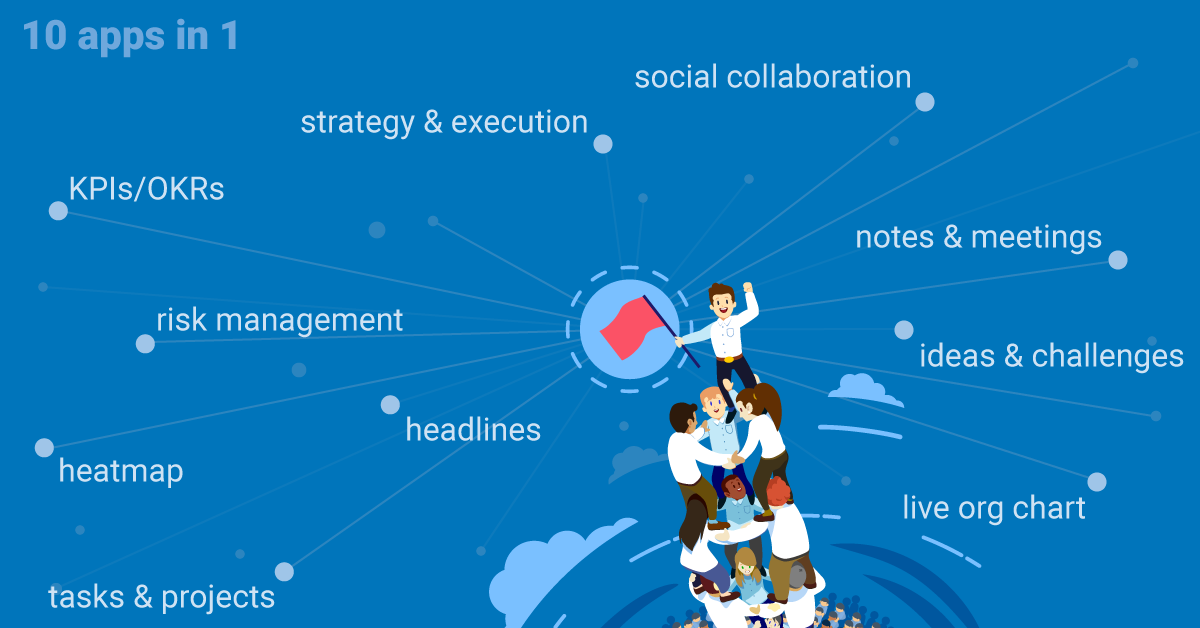 10 apps in 1
social collaboration
strategy & execution
KPIs/OKRs
notes & meetings
risk management
ideas & challenges
headlines
heatmap
live org chart
tasks & projects